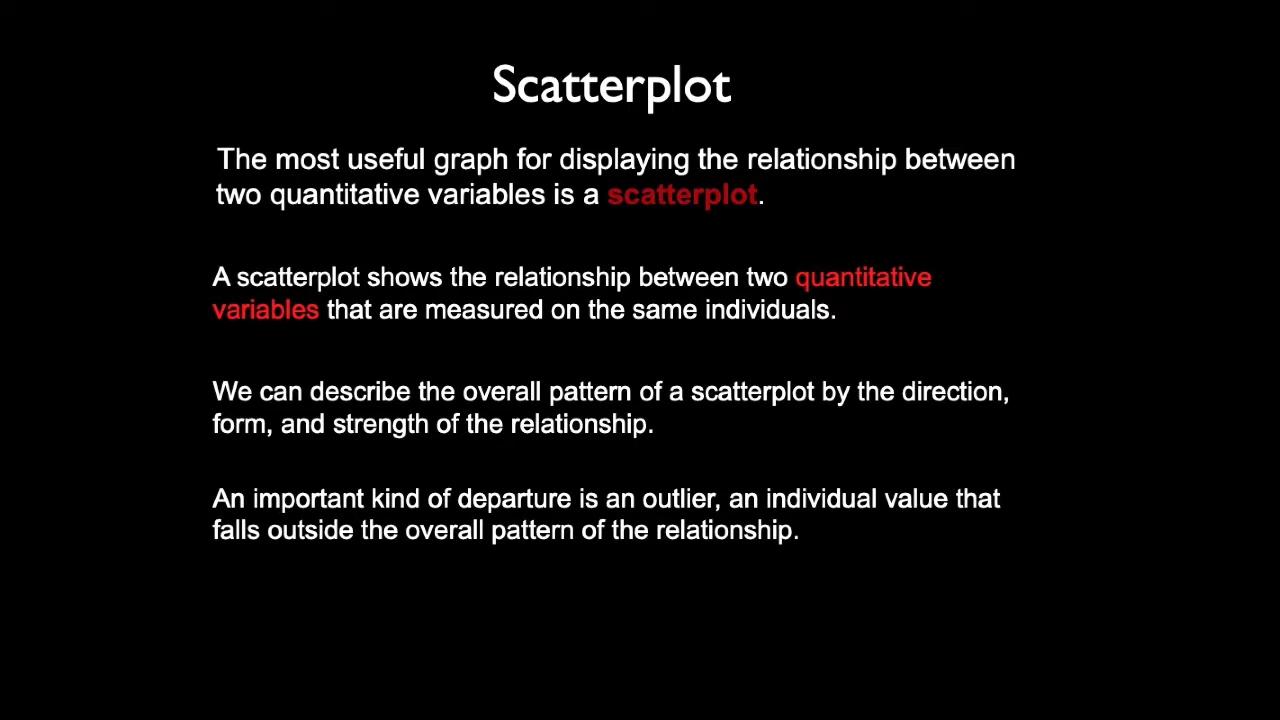 Scatterplot
The most useful graph for displaying the relationship between
two quantitative variables is a scatterplot.
A scatterplot shows the relationship between two quantitative
variables that are measured on the same individuals.
We can describe the overall pattern of a scatterplot by the direction,
form, and strength of the relationship.
An important kind of departure is an outlier, an individual value that
falls outside the overall pattern of the relationship.